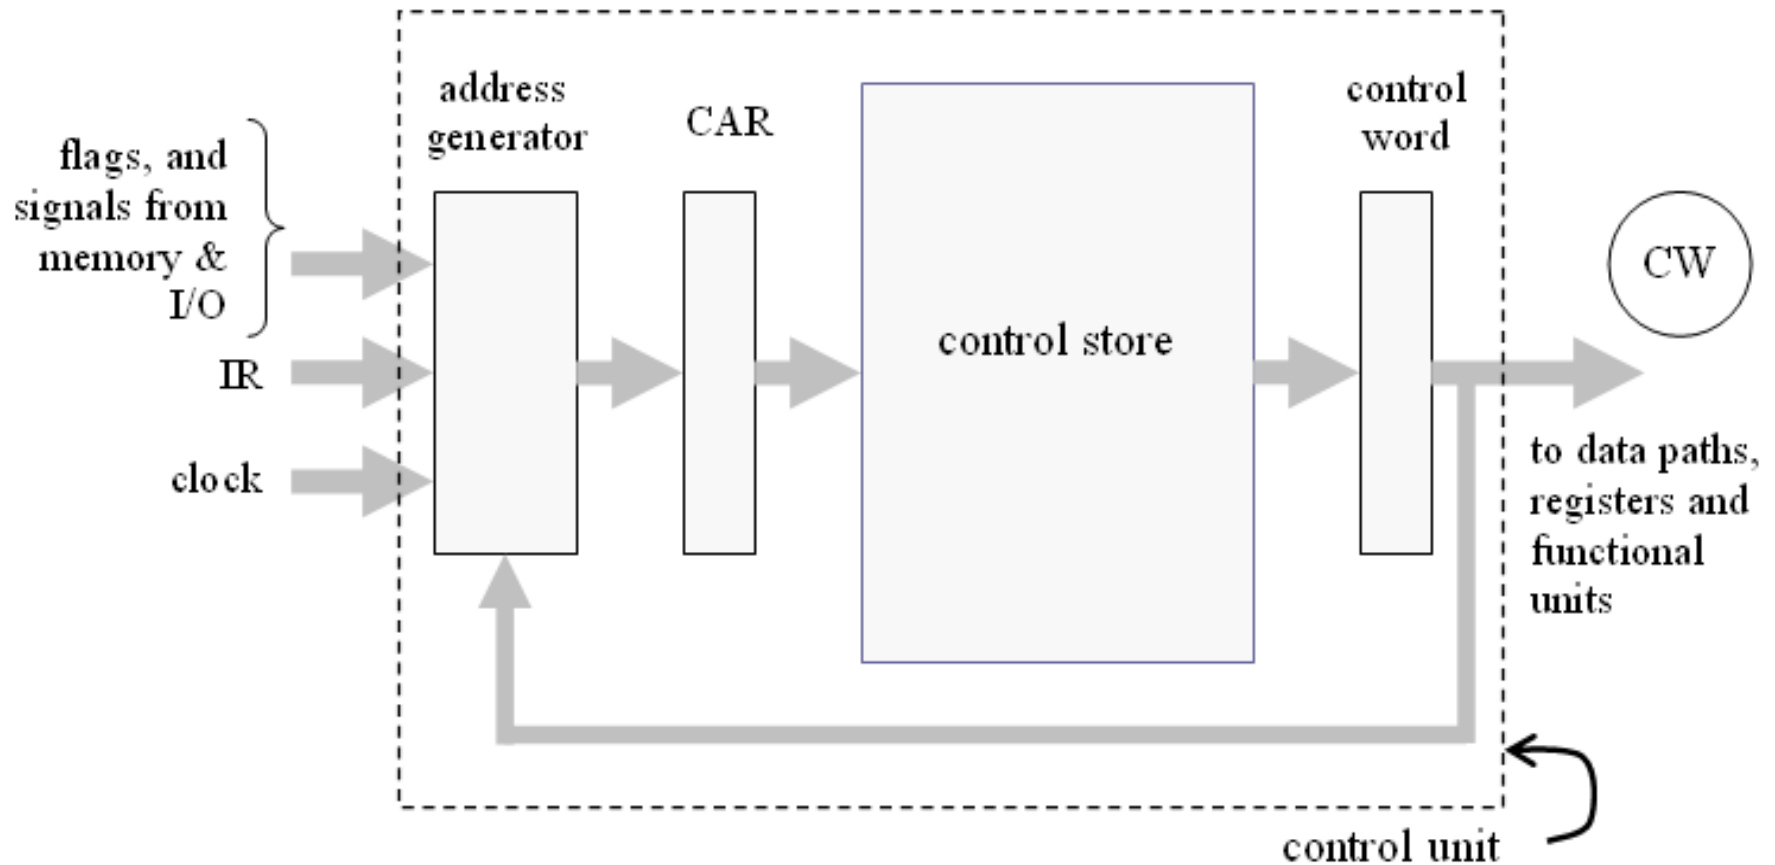 address
generator
CAR
control
word
flags, and
signals from
memory &
I/O
IR
clock
control store
CW
to data paths,
registers and
functional
units
control unit